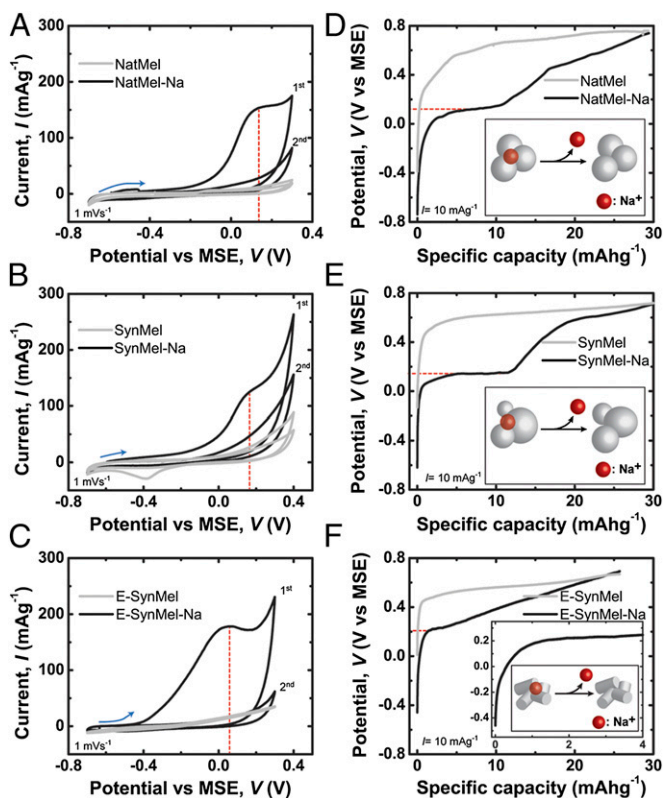 A
Current, I (mAg-1)
300
200
100
0
NatMel
NatMel-Na
1st
2nd
1 mVs-1
-0.8
-0.4
0.0
0.4
Potential vs MSE, V (V)
B
Current, I (mAg-1)
300
200
100
0
SynMel
SynMel-Na
1st
2nd
1 mVs-1
-0.8
-0.4
0.0
0.4
Potential vs MSE, V (V)
C
Current, I (mAg-1)
300
200
100
0
E-SynMel
E-SynMel-Na
1st
2nd
1 mVs-1
-0.8
-0.4
0.0
0.4
Potential vs MSE, V (V)
D
Potential, V (V vs MSE)
0.8
0.4
0.0
-0.4
-0.8
NatMel
NatMel-Na
: Na+
I= 10 mAg-1
0
10
20
30
Specific capacity (mAhg-1)
E
Potential, V (V vs MSE)
0.8
0.4
0.0
-0.4
-0.8
SynMel
SynMel-Na
: Na+
I= 10 mAg-1
0
10
20
30
Specific capacity (mAhg-1)
F
Potential, V (V vs MSE)
0.8
0.4
0.0
-0.4
-0.8
E-SynMel
E-SynMel-Na
0.2
0.0
-0.2
-0.4
: Na+
0
2
4
I= 10 mAg-1
0
10
20
30
Specific capacity (mAhg-1)